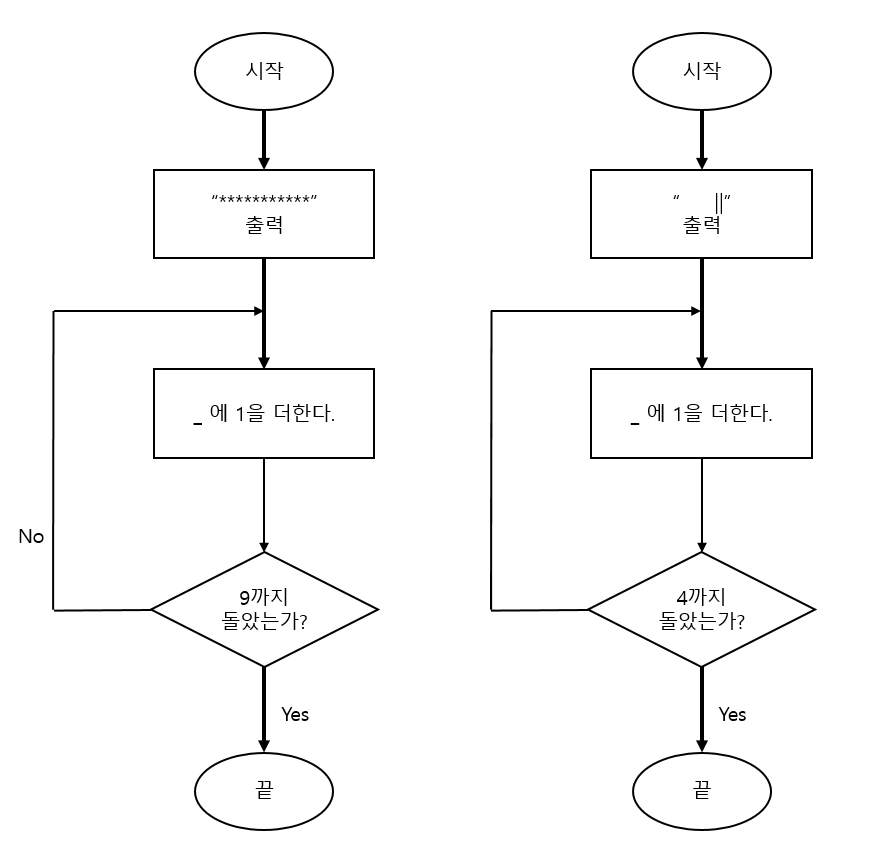 시작
“***********”
출력
_ 에 1을 더한다.
No
9까지
돌았는가?
Yes
끝
시작
“ ||“
출력
_ 에 1을 더한다.
4까지
돌았는가?
Yes
끝